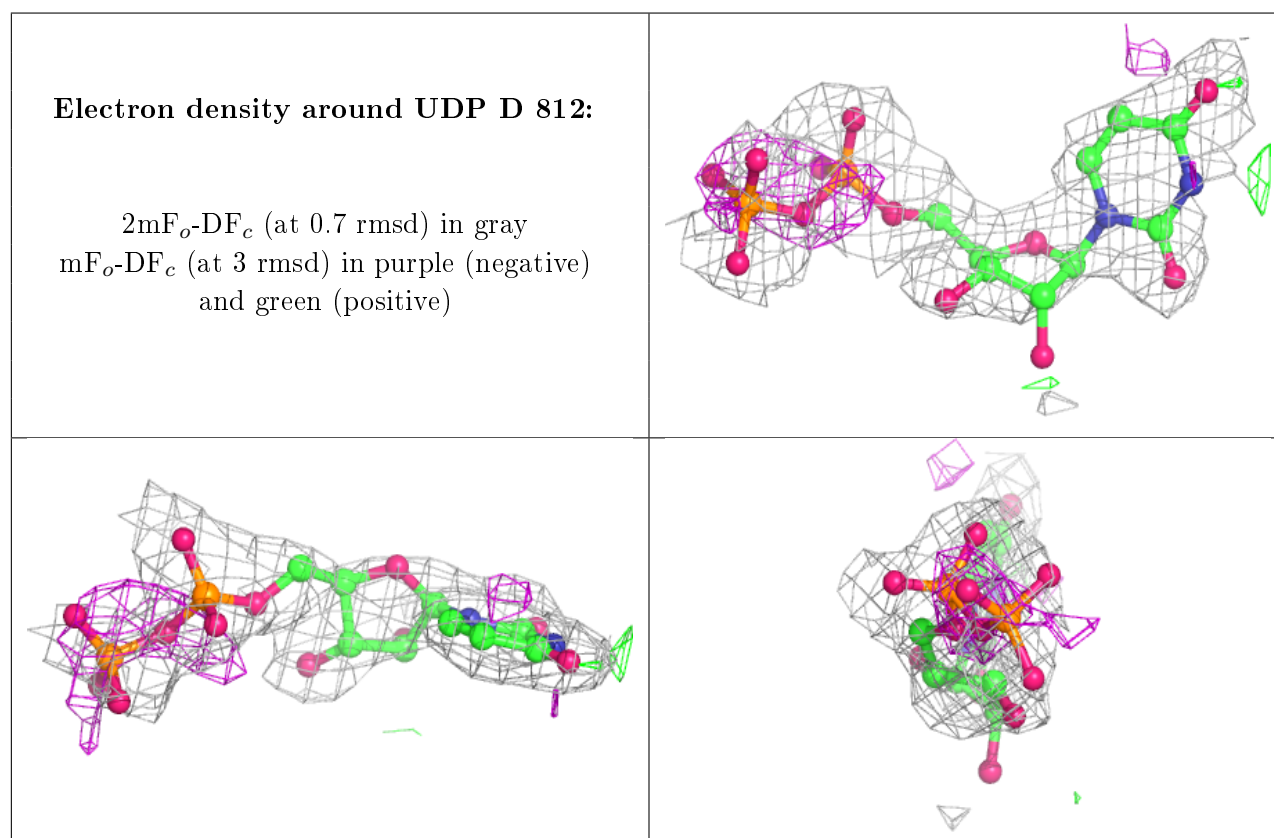 Electron density around UDP D 812:
2mFₒ-DF𝒸 (at 0.7 rmsd) in gray
mFₒ-DF𝒸 (at 3 rmsd) in purple (negative)
and green (positive)